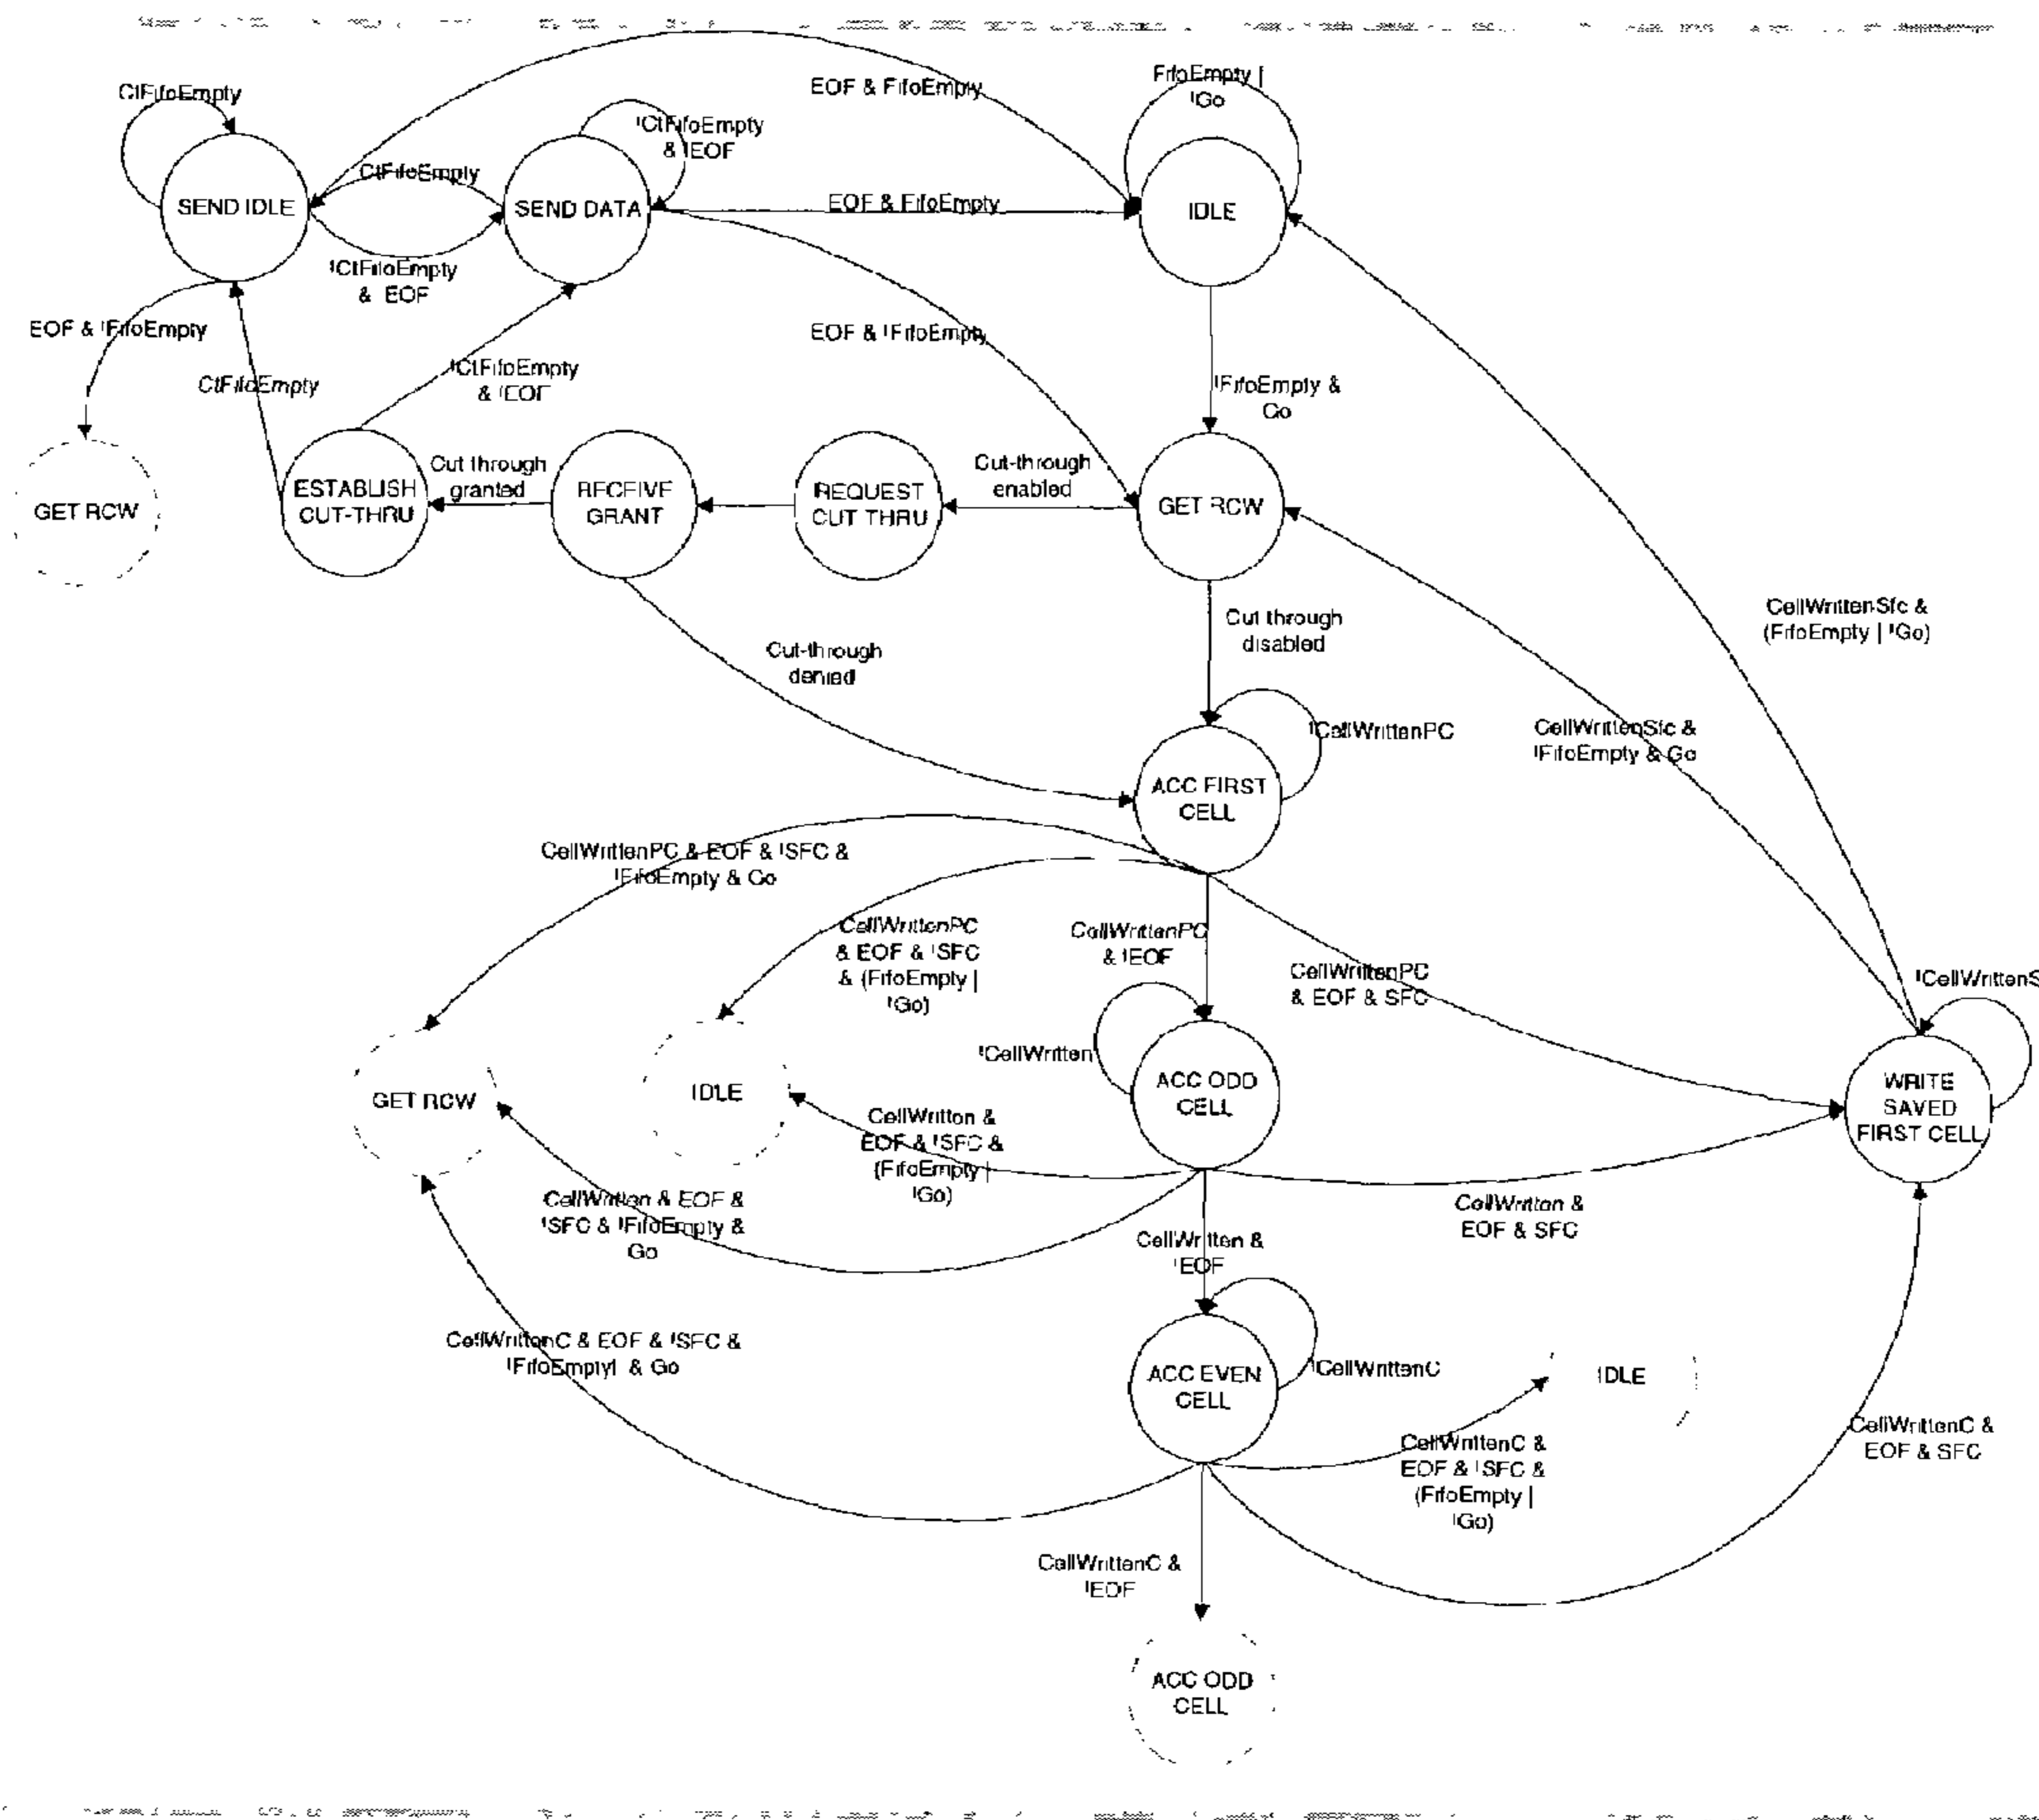 EOF & FifoEmpty
FifoEmpty |
!Go
CtFifoEmpty
!CtFifoEmpty
& !EOF
CtFifoEmpty
SEND IDLE
SEND DATA
EOF & FifoEmpty
IDLE
!CtFifoEmpty
& EOF
EOF & !FifoEmpty
EOF & !FifoEmpty
CtFifoEmpty
!CtFifoEmpty
& !EOF
!FifoEmpty &
Go
GET RCW
ESTABLISH
CUT-THRU
Cut through
granted
RECEIVE
GRANT
REQUEST
CUT THRU
Cut-through
enabled
GET RCW
Cut through
disabled
Cut-through
denied
CellWrittenSfc &
(FifoEmpty | !Go)
CellWrittenSfc &
!FifoEmpty & Go
!CellWrittenPC
ACC FIRST
CELL
CellWrittenPC & EOF & !SFC &
!FifoEmpty & Go
CellWrittenPC
& EOF & !SFC
& (FifoEmpty |
!Go)
CellWrittenPC
& !EOF
CellWrittenPC
& EOF & SFC
!CellWrittenS
!CellWritten
GET RCW
IDLE
ACC ODD
CELL
WRITE
SAVED
FIRST CELL
CellWritten &
EOF & !SFC &
(FifoEmpty |
!Go)
CellWritten & EOF &
!SFC & !FifoEmpty &
Go
CellWritten &
EOF & SFC
CellWritten &
!EOF
CellWrittenC & EOF & !SFC &
!FifoEmpty| & Go
ACC EVEN
CELL
!CellWrittenC
IDLE
CellWrittenC &
EOF & !SFC &
(FifoEmpty |
!Go)
CellWrittenC &
EOF & SFC
CellWrittenC &
!EOF
ACC ODD
CELL